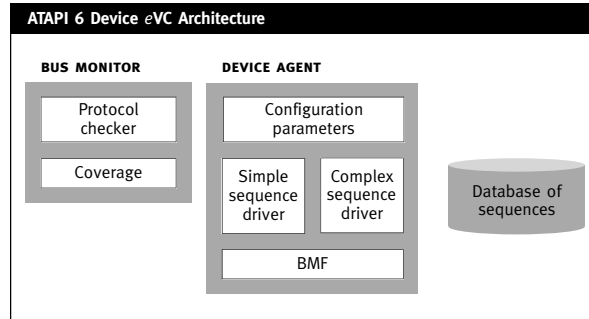 ATAPI 6 Device eVC Architecture
BUS MONITOR
Protocol
checker
Coverage
DEVICE AGENT
Configuration
parameters
Simple
sequence
driver
Complex
sequence
driver
BMF
Database of
sequences